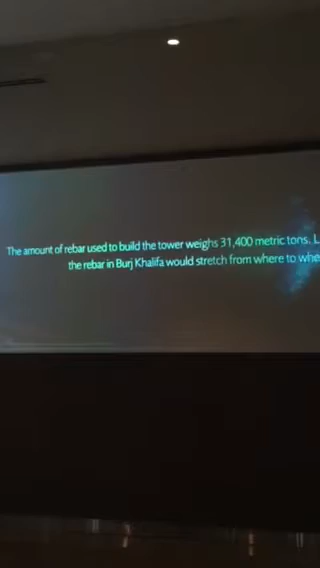 The amount of rebar used to build the tower weighs 31,400 metric tons. L
the rebar in Burj Khalifa would stretch from where to whe